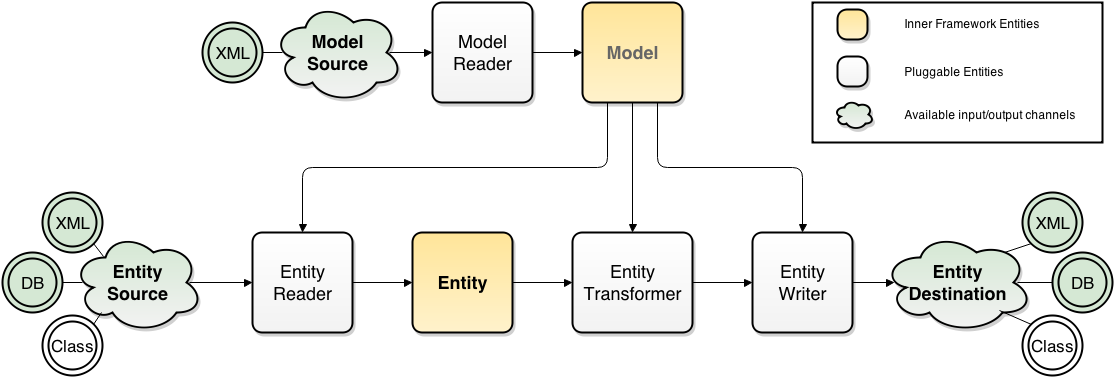 XML
Model
Source
Model
Reader
Model
Inner Framework Entities
Pluggable Entities
Available input/output channels
XML
DB
Class
Entity
Source
Entity
Reader
Entity
Entity
Transformer
Entity
Writer
Entity
Destination
XML
DB
Class